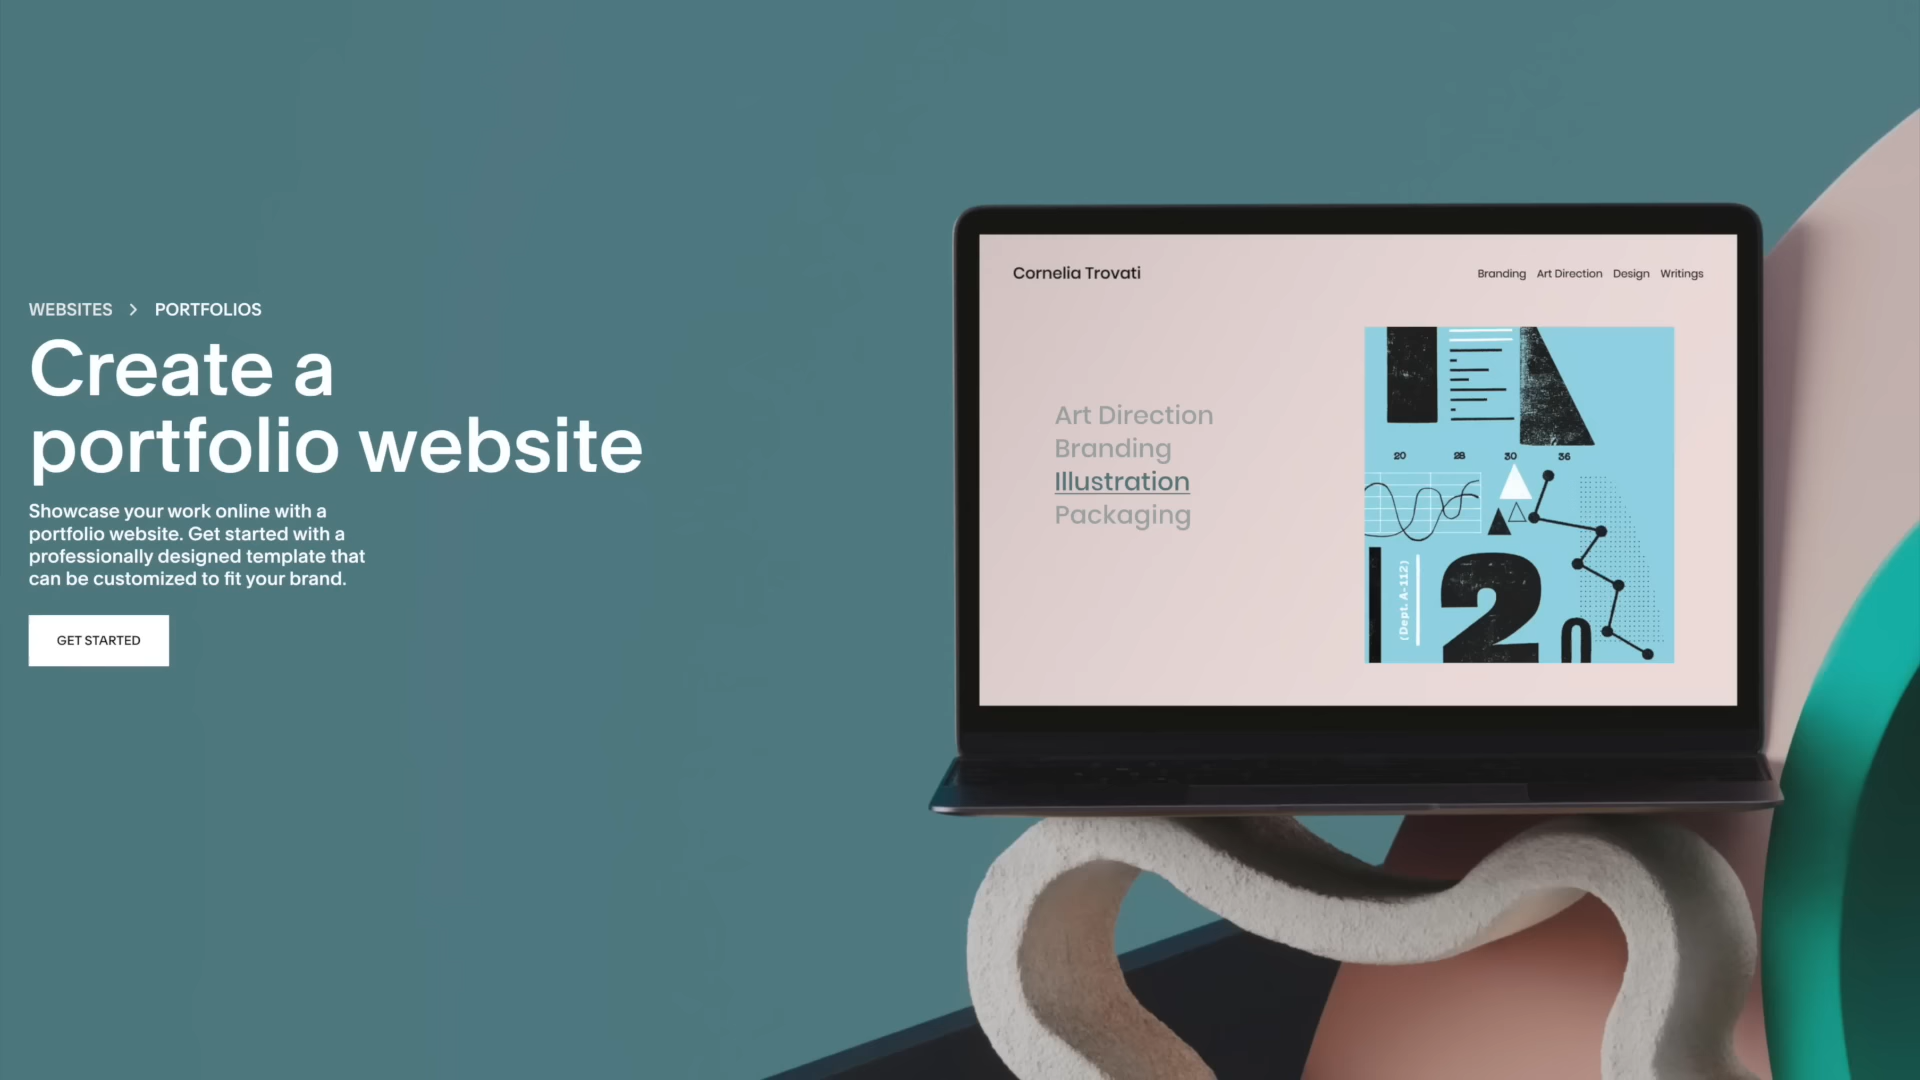 WEBSITES > PORTFOLIOS
Create a
portfolio website
Showcase your work online with a
portfolio website. Get started with a
professionally designed template that
can be customized to fit your brand.
GET STARTED
Cornelia Trovati
Branding Art Direction Design Writings
Art Direction
Branding
Illustration
Packaging
20 28 30 36
(Dept. A-112)
2